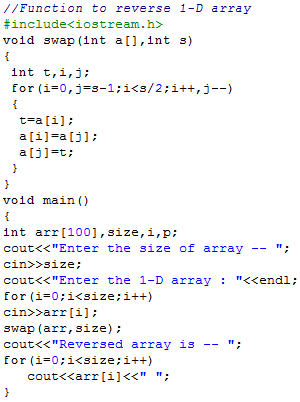 //Function to reverse 1-D array
#include<iostream.h>
void swap(int a[],int s)
{
int t,i,j;
for(i=0,j=s-1;i<s/2;i++,j--)
{
t=a[i];
a[i]=a[j];
a[j]=t;
}
}
void main()
{
int arr[100],size,i,p;
cout<<"Enter the size of array -- ";
cin>>size;
cout<<"Enter the 1-D array : "<<endl;
for(i=0;i<size;i++)
cin>>arr[i];
swap(arr,size);
cout<<"Reversed array is -- ";
for(i=0;i<size;i++)
cout<<arr[i]<<" ";
}